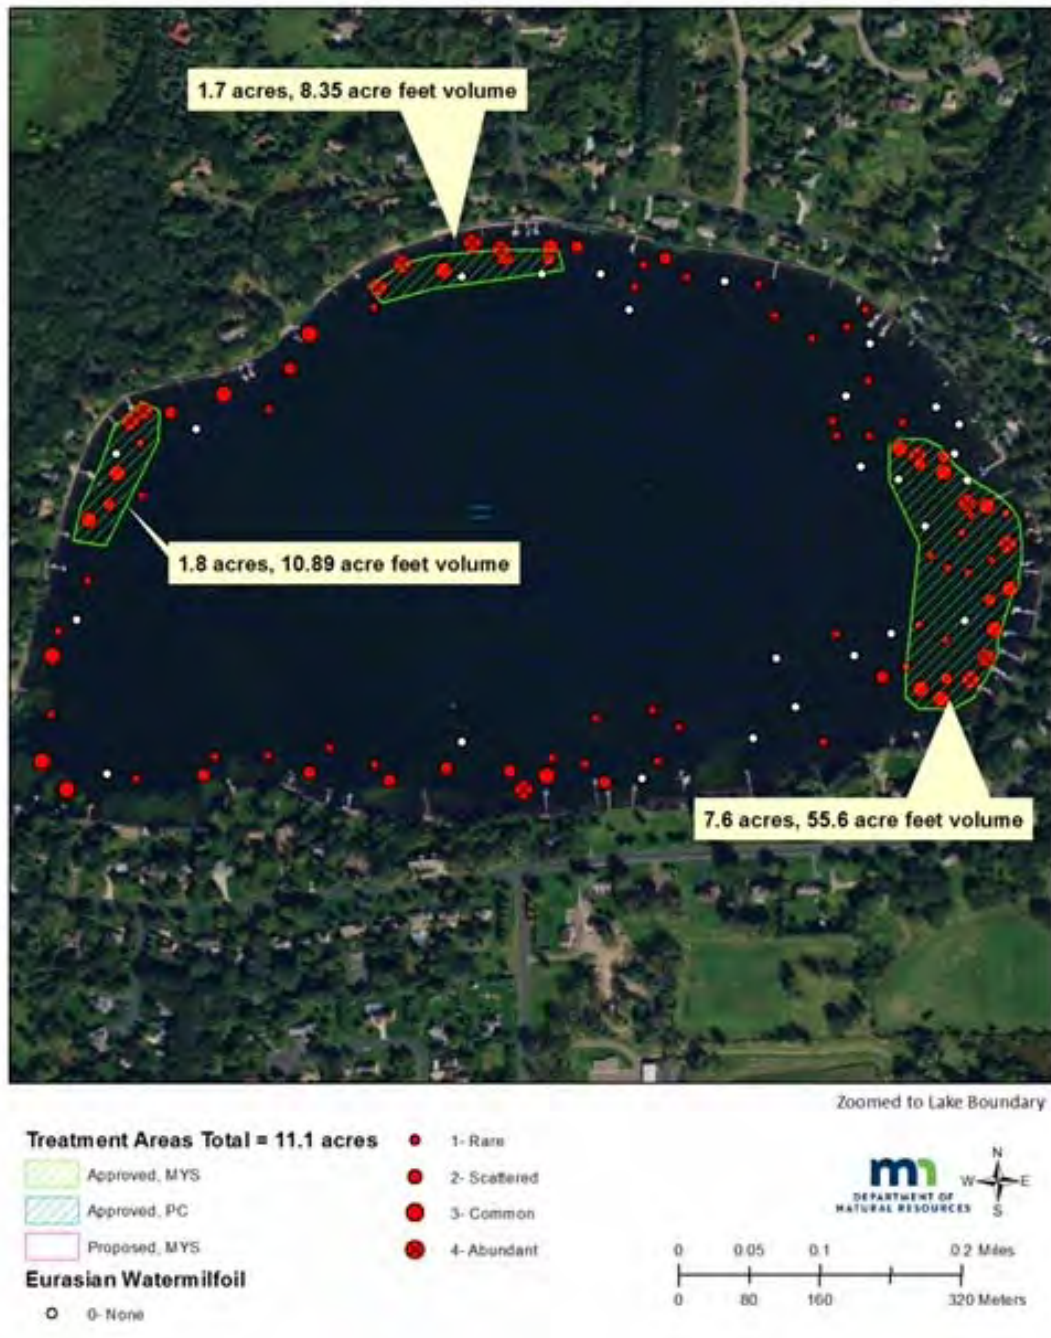 1.7 acres, 8.35 acre feet volume
1.8 acres, 10.89 acre feet volume
7.6 acres, 55.6 acre feet volume
Zoomed to Lake Boundary
Treatment Areas Total = 11.1 acres
Approved, MYS
Approved, PC
Proposed, MYS
Eurasian Watermilfoil
0- None
1- Rare
2- Scattered
3- Common
4- Abundant
mn
DEPARTMENT OF
NATURAL RESOURCES
N
W E
S
0 0.05 0.1 0.2 Miles
0 80 160 320 Meters